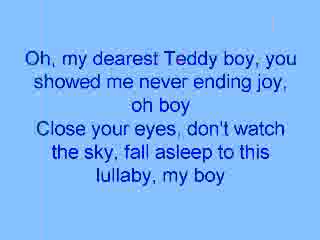 Oh, my dearest Teddy boy, you
showed me never ending joy,
oh boy
Close your eyes, don't watch
the sky, fall asleep to this
lullaby, my boy